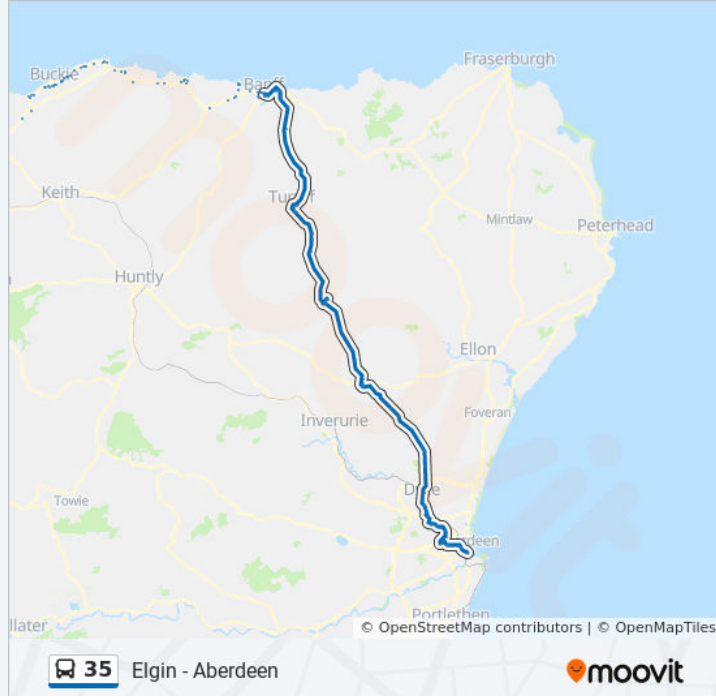 Fraserburgh
Buckie
Banff
Keith
Turriff
Mintlaw
Peterhead
Huntly
Ellon
Inverurie
Foveran
Dyce
Towie
Aberdeen
Portlethen
llater
© OpenStreetMap contributors | © OpenMapTiles
35 Elgin - Aberdeen
moovit